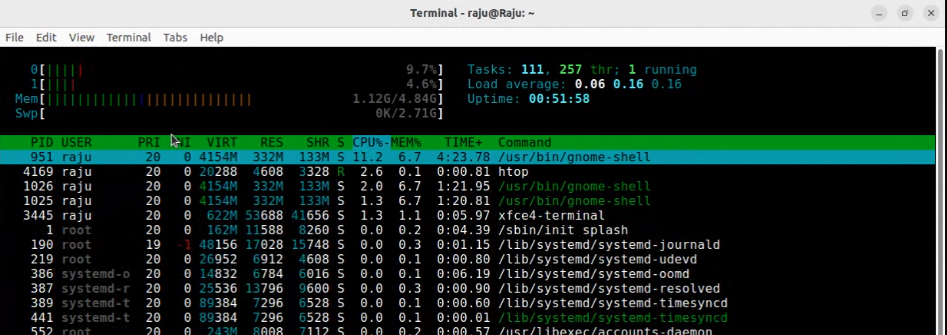 Terminal - raju@Raju: ~
File Edit View Terminal Tabs Help
0[||||| 9.7%] Tasks: 111, 257 thr; 1 running
1[|||| 4.6%] Load average: 0.06 0.16 0.16
Mem[||||||||||||||||||||||||||| 1.12G/4.84G] Uptime: 00:51:58
Swp[ 0K/2.71G]
PID USER PRI NI VIRT RES SHR S CPU%- MEM% TIME+ Command
951 raju 20 0 4154M 332M 133M S 11.2 6.7 4:23.78 /usr/bin/gnome-shell
4169 raju 20 0 20288 4608 3328 R 2.6 0.1 0:00.81 htop
1026 raju 20 0 4154M 332M 133M S 2.0 6.7 1:21.95 /usr/bin/gnome-shell
1025 raju 20 0 4154M 332M 133M S 1.3 6.7 1:20.81 /usr/bin/gnome-shell
3445 raju 20 0 622M 53688 41656 S 1.3 1.1 0:05.97 xfce4-terminal
1 root 20 0 162M 11588 8260 S 0.0 0.2 0:04.39 /sbin/init splash
190 root 19 -1 48156 17028 15748 S 0.0 0.3 0:01.15 /lib/systemd/systemd-journald
219 root 20 0 26952 6912 4608 S 0.0 0.1 0:00.80 /lib/systemd/systemd-udevd
386 systemd-o 20 0 14832 6784 6016 S 0.0 0.1 0:06.19 /lib/systemd/systemd-oomd
387 systemd-r 20 0 25536 13796 9600 S 0.0 0.3 0:00.90 /lib/systemd/systemd-resolved
389 systemd-t 20 0 89384 7296 6528 S 0.0 0.1 0:00.24 /lib/systemd/systemd-timesyncd
441 systemd-t 20 0 89384 7296 6528 S 0.0 0.1 0:00.01 /lib/systemd/systemd-timesyncd
552 root 20 0 243M 8008 7112 S 0.0 0.2 0:00.57 /usr/libexec/accounts-daemon